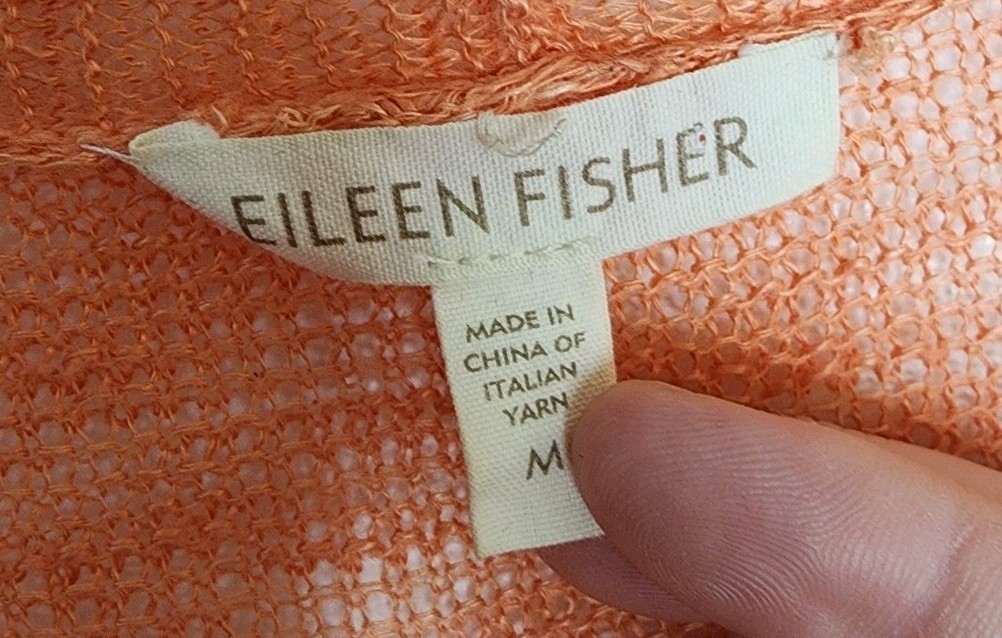 EILEEN FISHER
MADE IN
CHINA OF
ITALIAN
YARN
M